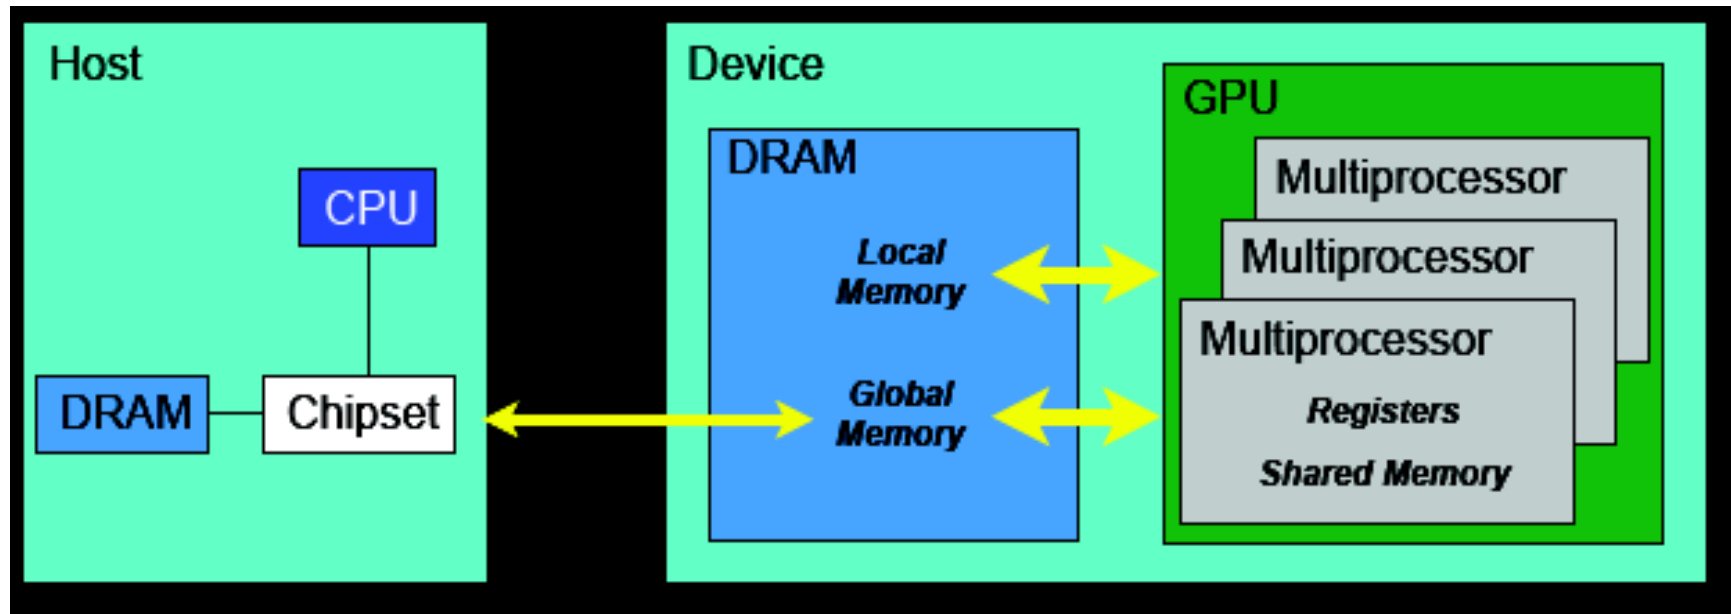 Host
CPU
DRAM
Chipset
Device
DRAM
Local
Memory
Global
Memory
GPU
Multiprocessor
Multiprocessor
Multiprocessor
Registers
Shared Memory